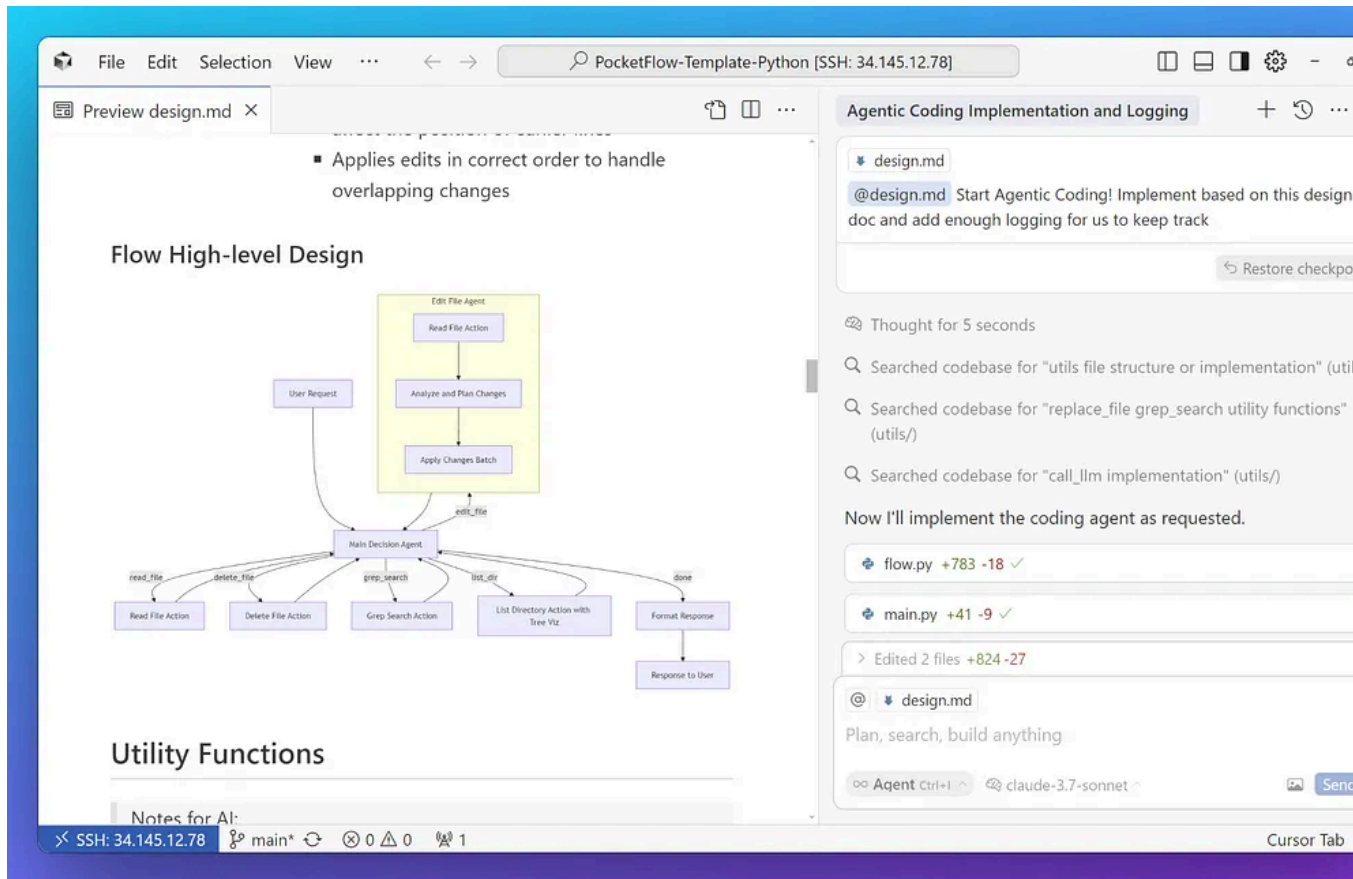 File Edit Selection View ···
PocketFlow-Template-Python [SSH: 34.145.12.78]
Preview design.md
affect the position of earlier lines
Applies edits in correct order to handle
overlapping changes
Flow High-level Design
Edit File Agent
Read File Action
User Request
Analyze and Plan Changes
Apply Changes Batch
edit_file
Main Decision Agent
read_file
delete_file
grep_search
list_dir
done
Read File Action
Delete File Action
Grep Search Action
List Directory Action with
Tree Viz
Format Response
Response to User
Utility Functions
Notes for AI:
Agentic Coding Implementation and Logging
design.md
@design.md Start Agentic Coding! Implement based on this design
doc and add enough logging for us to keep track
Restore checkpo
Thought for 5 seconds
Searched codebase for "utils file structure or implementation" (util
Searched codebase for "replace_file grep_search utility functions"
(utils/)
Searched codebase for "call_llm implementation" (utils/)
Now I'll implement the coding agent as requested.
flow.py +783 -18
main.py +41 -9
Edited 2 files +824 -27
@ design.md
Plan, search, build anything
Agent Ctrl+I claude-3.7-sonnet Send
SSH: 34.145.12.78 main* 0 0 1 Cursor Tab